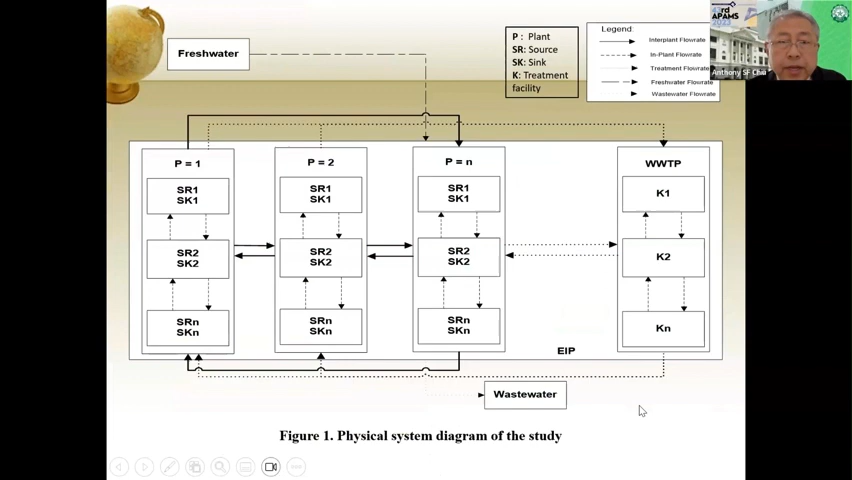 Freshwater
P : Plant
SR: Source
SK: Sink
K: Treatment
facility
Legend:
Interplant Flowrate
In-Plant Flowrate
Treatment Flowrate
Freshwater Flowrate
Wastewater Flowrate
rd
APAMS
2023
Anthony SF Chiu
P = 1
SR1
SK1
SR2
SK2
SRn
SKn
P = 2
SR1
SK1
SR2
SK2
SRn
SKn
P = n
SR1
SK1
SR2
SK2
SRn
SKn
WWTP
K1
K2
Kn
EIP
Wastewater
Figure 1. Physical system diagram of the study